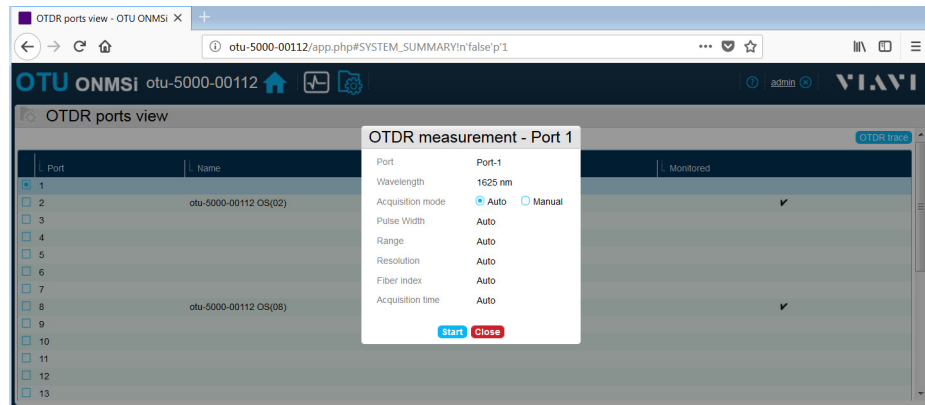 OTDR ports view - OTU ONMSi
otu-5000-00112/app.php#SYSTEM_SUMMARY!n'false'p'1
OTU ONMSi otu-5000-00112
admin
VIAVI
OTDR ports view
OTDR trace
Port Name Monitored
1
2 otu-5000-00112 OS(02)
3
4
5
6
7
8 otu-5000-00112 OS(08)
9
10
11
12
13
OTDR measurement - Port 1
Port Port-1
Wavelength 1625 nm
Acquisition mode Auto Manual
Pulse Width Auto
Range Auto
Resolution Auto
Fiber index Auto
Acquisition time Auto
Start Close